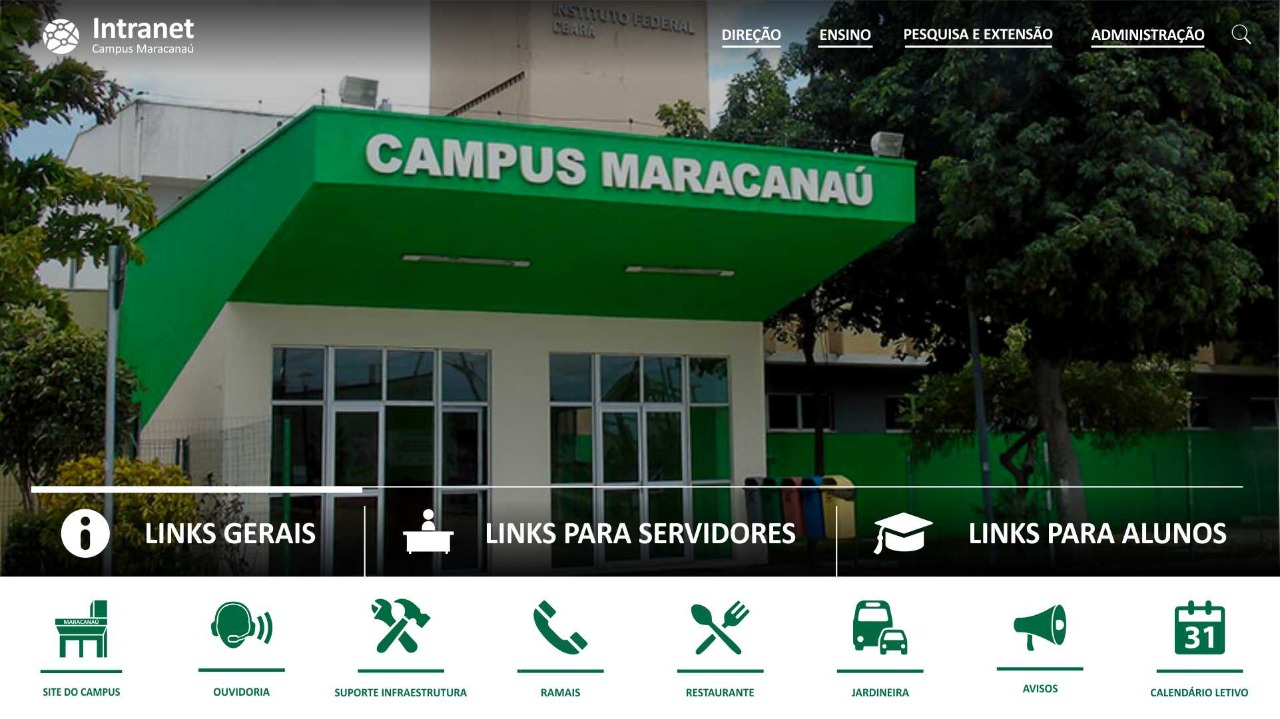 Intranet
Campus Maracanaú
DIREÇÃO
ENSINO
PESQUISA E EXTENSÃO
ADMINISTRAÇÃO
INSTITUTO FEDERAL
CEARÁ
CAMPUS MARACANAÚ
LINKS GERAIS
LINKS PARA SERVIDORES
LINKS PARA ALUNOS
MARACANAÚ
31
SITE DO CAMPUS
OUVIDORIA
SUPORTE INFRAESTRUTURA
RAMAIS
RESTAURANTE
JARDINEIRA
AVISOS
CALENDÁRIO LETIVO